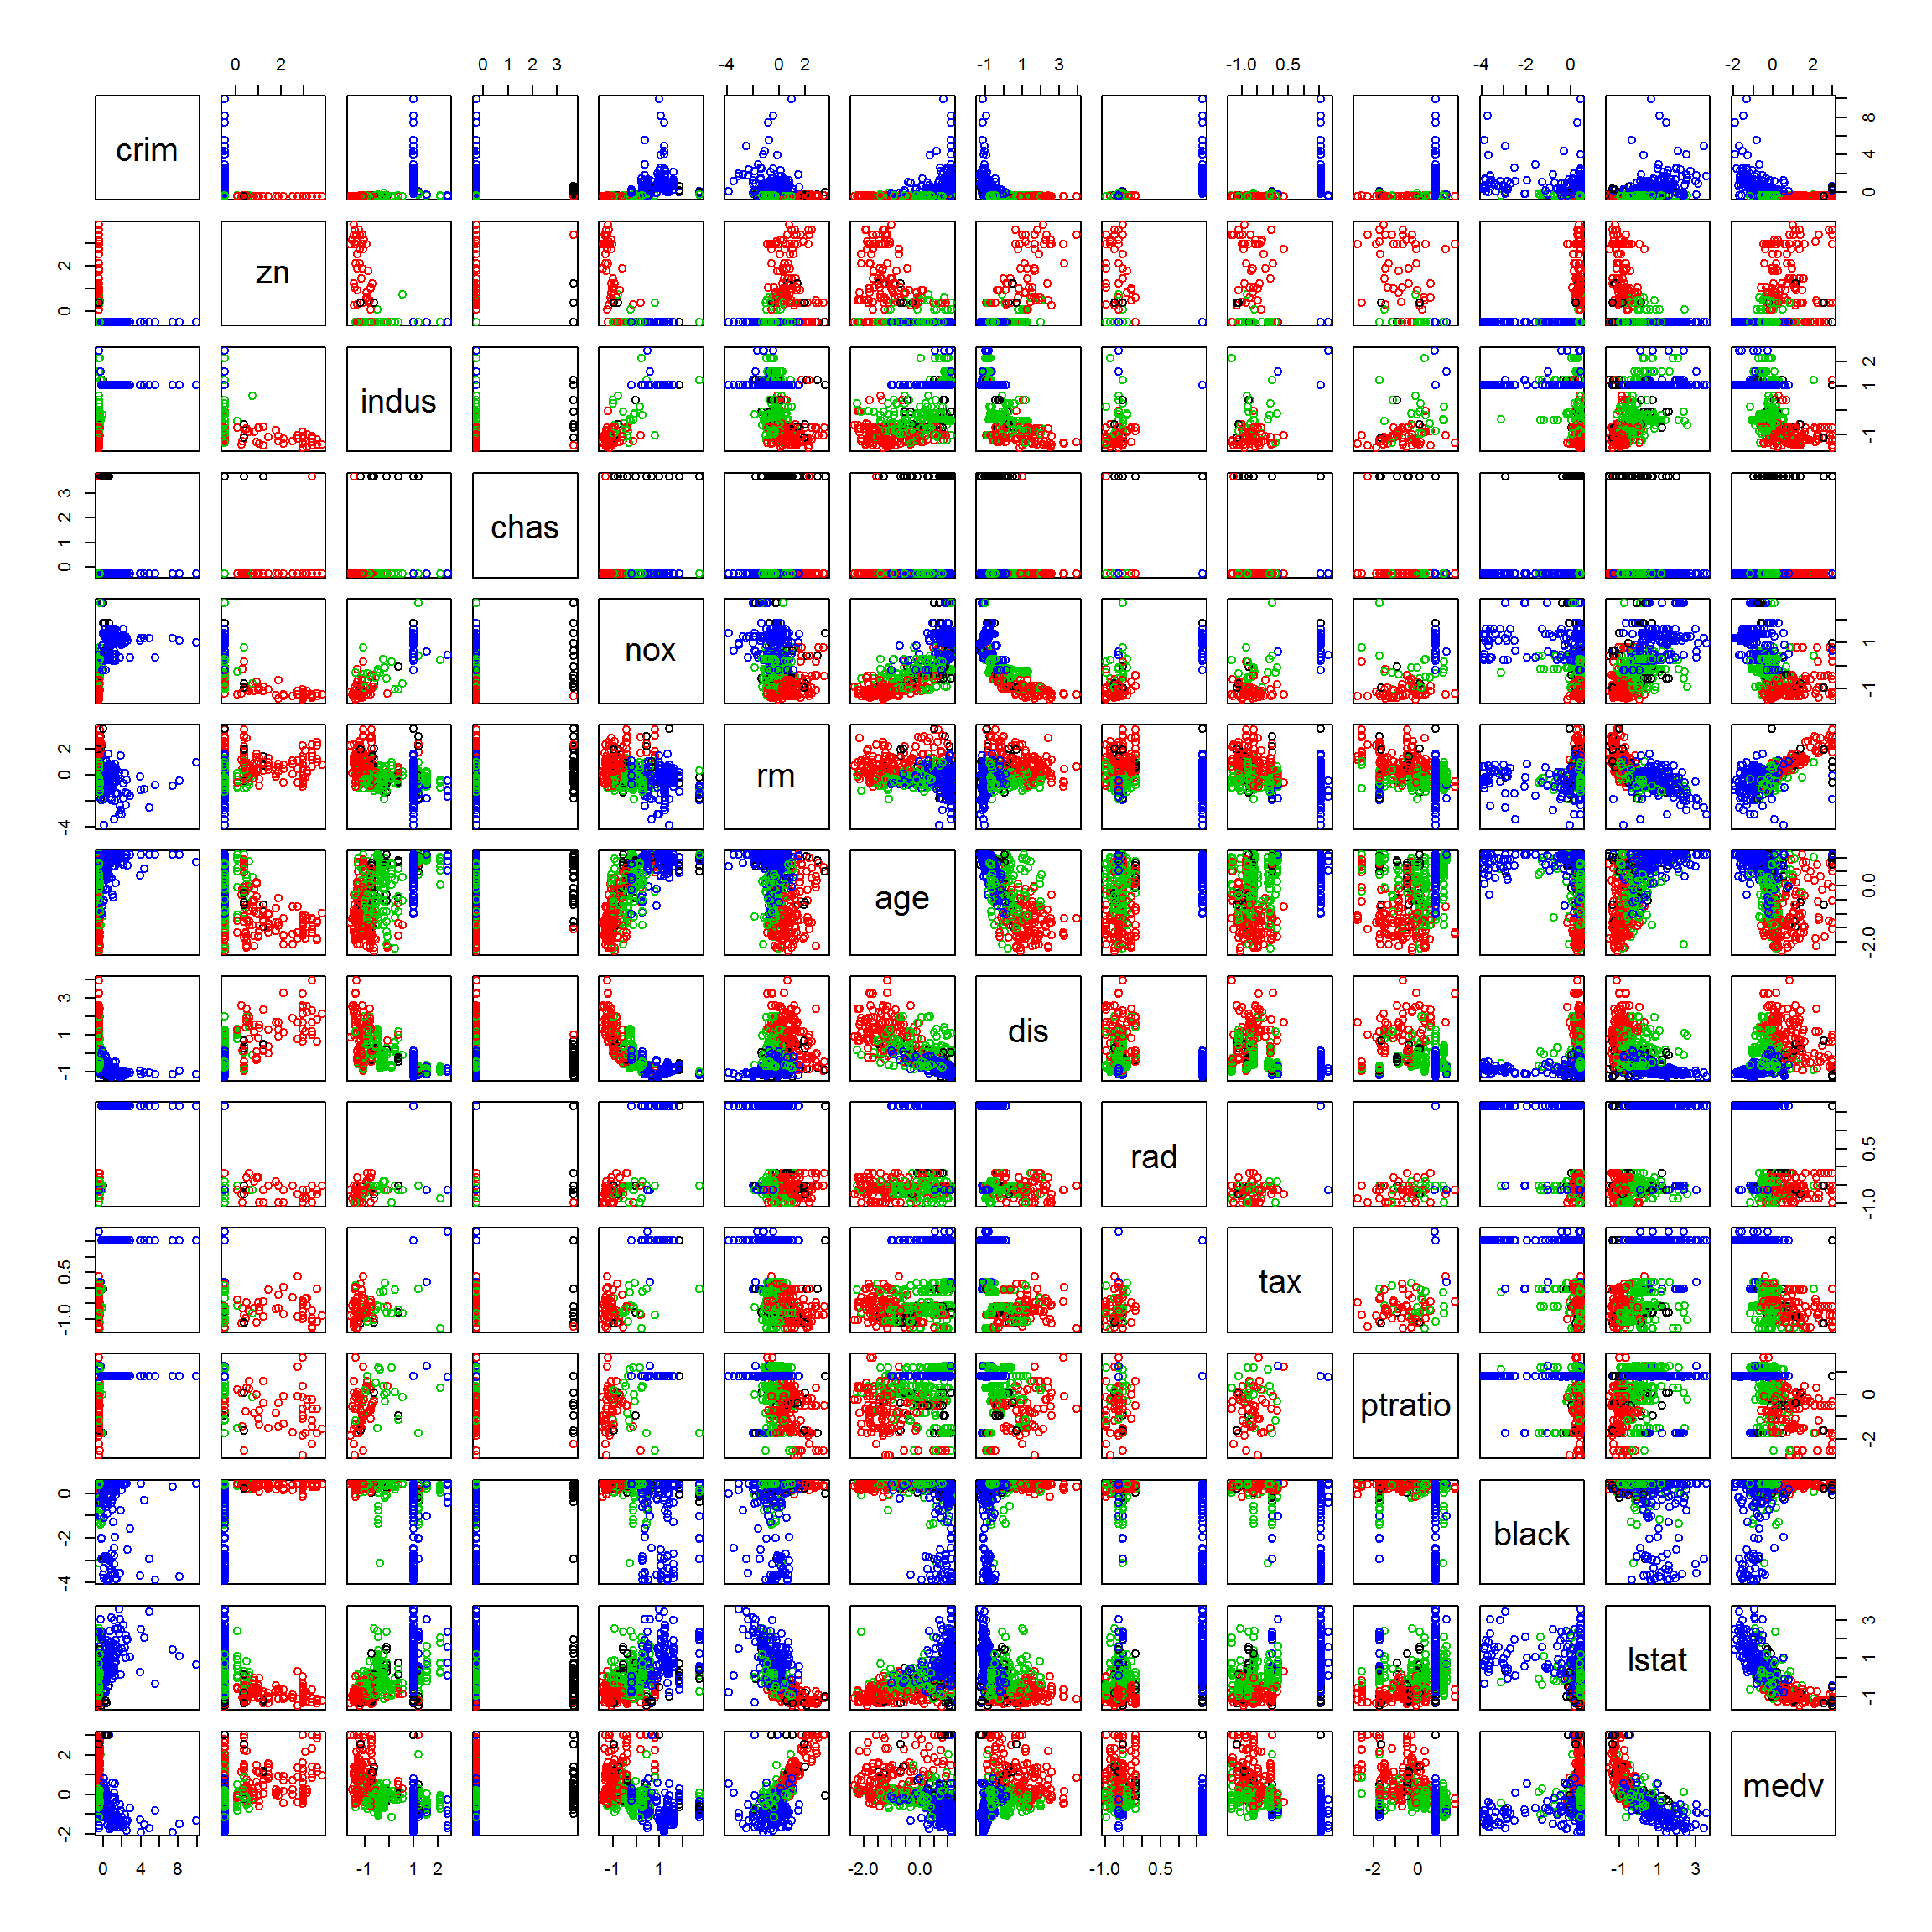 0 2 0 1 2 3 -4 0 2 -1 1 3 -1.0 0.5 -4 -2 0 -2 0 2
crim 0 4 8
0 2 zn
indus -1 1 2
0 1 2 3 chas
nox -1 1
-4 0 2 rm
age -2.0 0.0
-1 1 3 dis
rad -1.0 0.5
-1.0 0.5 tax
ptratio -2 0
-4 -2 0 black
lstat -1 1 3
-2 0 2 medv
0 4 8 -1 1 2 -1 1 -2.0 0.0 -1.0 0.5 -2 0 -1 1 3